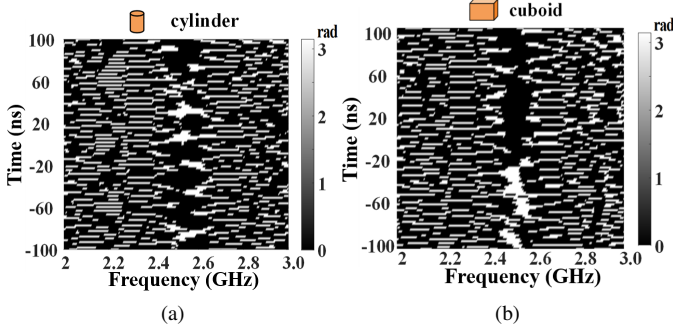 cylinder
rad
100
60
20
-20
-60
-100
Time (ns)
2 2.2 2.4 2.6 2.8 3.0
Frequency (GHz)
3
2
1
0
(a)
cuboid
rad
100
60
20
-20
-60
-100
Time (ns)
2 2.2 2.4 2.6 2.8 3.0
Frequency (GHz)
3
2
1
0
(b)